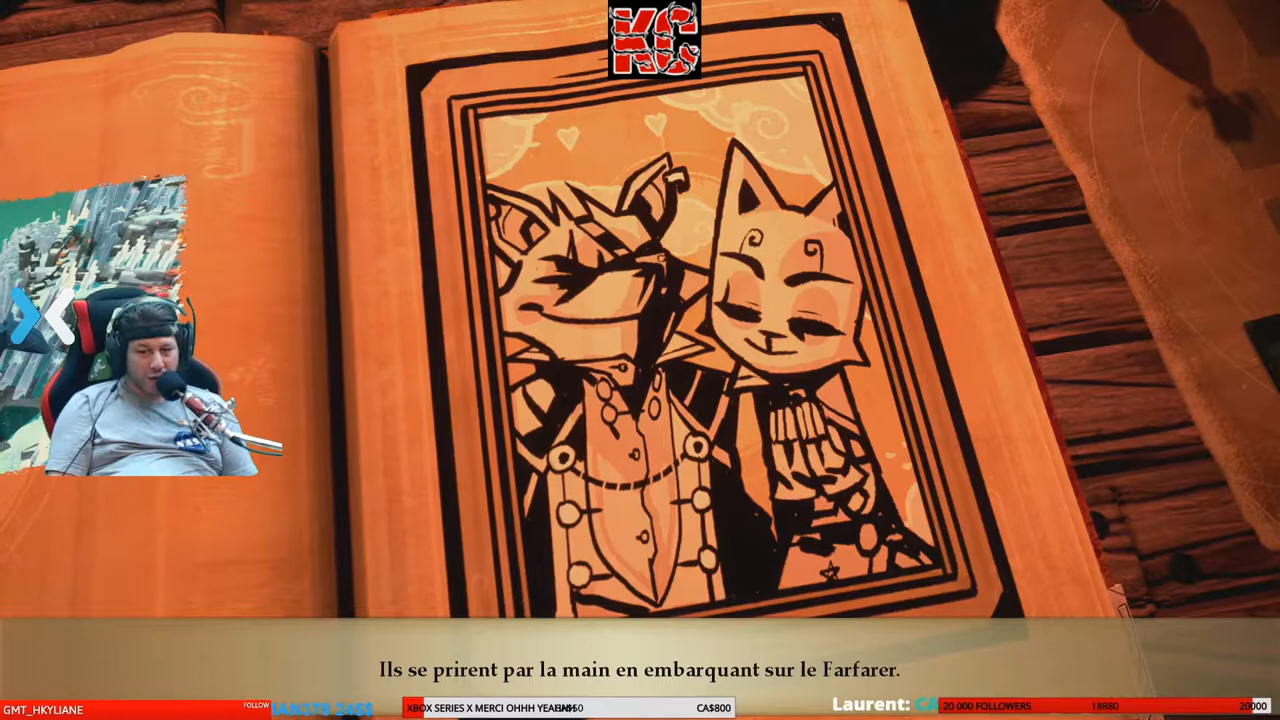 KC
Ils se prirent par la main en embarquant sur le Farfarer.
GMT_HKYLIANE
FOLLOW
XBOX SERIES X MERCI OHHH YEAH
CA$800
Laurent: CA
20 000 FOLLOWERS
18880
20000